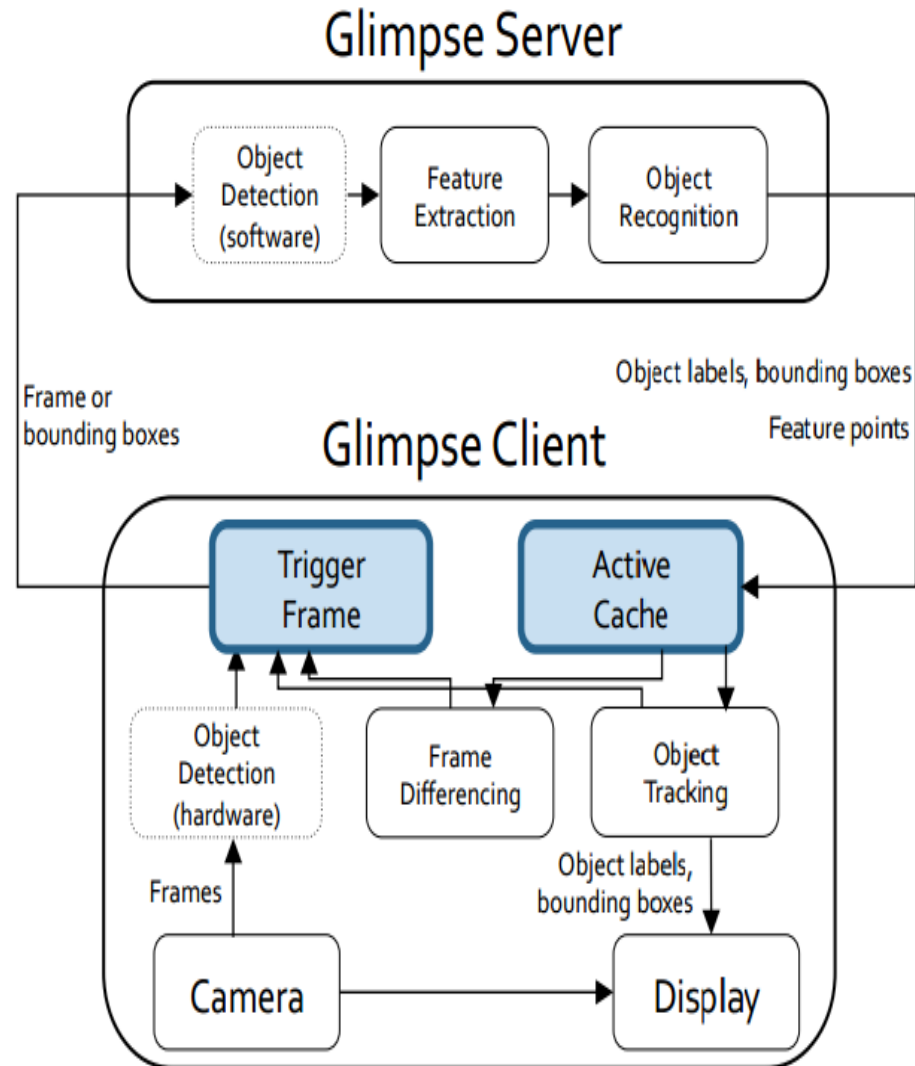 Glimpse Server
Object
Detection
(software)
Feature
Extraction
Object
Recognition
Frame or
bounding boxes
Object labels, bounding boxes
Feature points
Glimpse Client
Trigger
Frame
Active
Cache
Object
Detection
(hardware)
Frame
Differencing
Object
Tracking
Frames
Object labels,
bounding boxes
Camera
Display